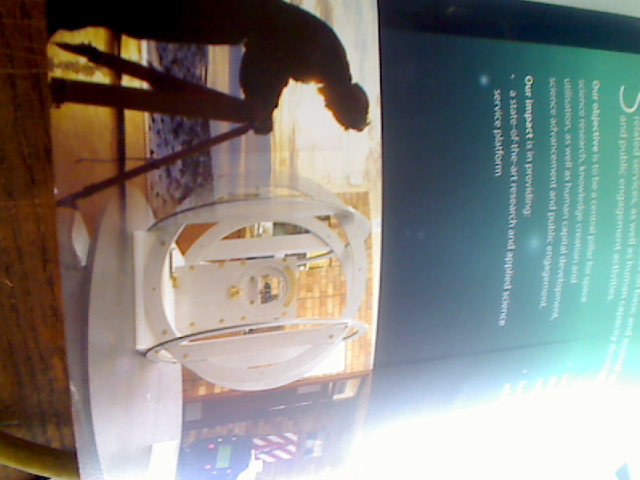 and public engagement activities.
Our objective is to be a central pillar for space
science research, knowledge creation and
utilisation, as well as human capital development,
science advancement and public engagement.
Our impact is in providing:
• a state-of-the-art research and applied science
service platform